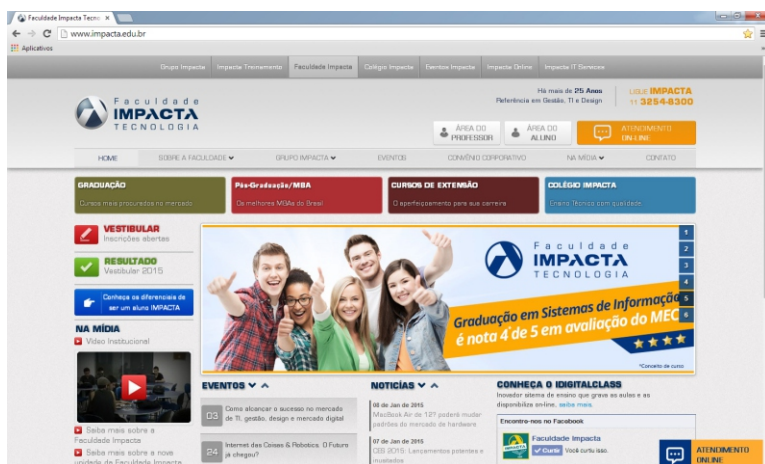 Faculdade Impacta Tecno
www.impacta.edu.br
Aplicativos
Grupo Impacta
Impacta Treinamento
Faculdade Impacta
Colégio Impacta
Eventos Impacta
Impacta Online
Impacta IT Services
Faculdade
IMPACTA
TECNOLOGIA
Há mais de 25 Anos
Referência em Gestão, TI e Design
LIGUE IMPACTA
11 3254-8300
ÁREA DO
PROFESSOR
ÁREA DO
ALUNO
ATENDIMENTO
ON-LINE
HOME
SOBRE A FACULDADE
GRUPO IMPACTA
EVENTOS
CONVÊNIO CORPORATIVO
NA MÍDIA
CONTATO
GRADUAÇÃO
Cursos mais procurados no mercado
Pós-Graduação/MBA
Os melhores MBAs do Brasil
CURSOS DE EXTENSÃO
O aperfeiçoamento para sua carreira
COLÉGIO IMPACTA
Ensino Técnico com qualidade.
VESTIBULAR
Inscrições abertas
RESULTADO
Vestibular 2015
Conheça os diferenciais de
ser um aluno IMPACTA
NA MÍDIA
Vídeo Institucional
Saiba mais sobre a
Faculdade Impacta
Saiba mais sobre a nova
unidade da Faculdade Impacta
Faculdade
IMPACTA
TECNOLOGIA
1
2
3
4
5
6
Graduação em Sistemas de Informação
é nota 4 de 5 em avaliação do MEC
*Conceito de curso
EVENTOS
03
Como alcançar o sucesso no mercado
de TI, gestão, design e mercado digital
24
Internet das Coisas & Robotica. O Futuro
já chegou?
NOTICÍAS
08 de Jan de 2015
MacBook Air de 12? poderá mudar
padrões do mercado de hardware
07 de Jan de 2015
CES 2015: Lançamentos potentes e
inusitados
CONHEÇA O IDIGITALCLASS
Inovador sitema de ensino que grava as aulas e as
disponibiliza online, saiba mais.
Encontre-nos no Facebook
Faculdade Impacta
Curtir
Você curtiu isso.
ATENDIMENTO
ONLINE